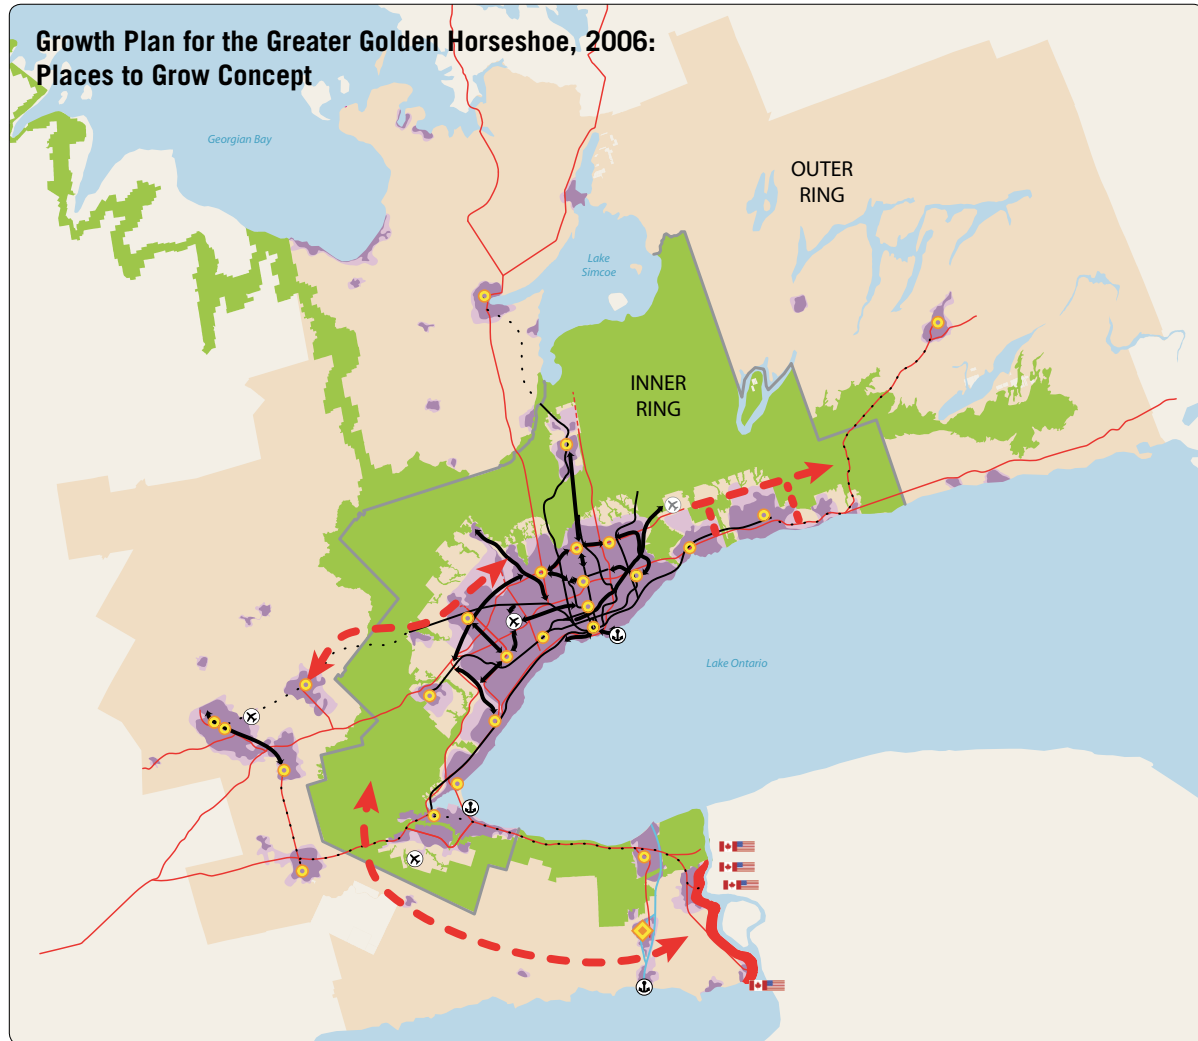 Growth Plan for the Greater Golden Horseshoe, 2006:
Places to Grow Concept
Georgian Bay
OUTER
RING
Lake
Simcoe
INNER
RING
Lake Ontario